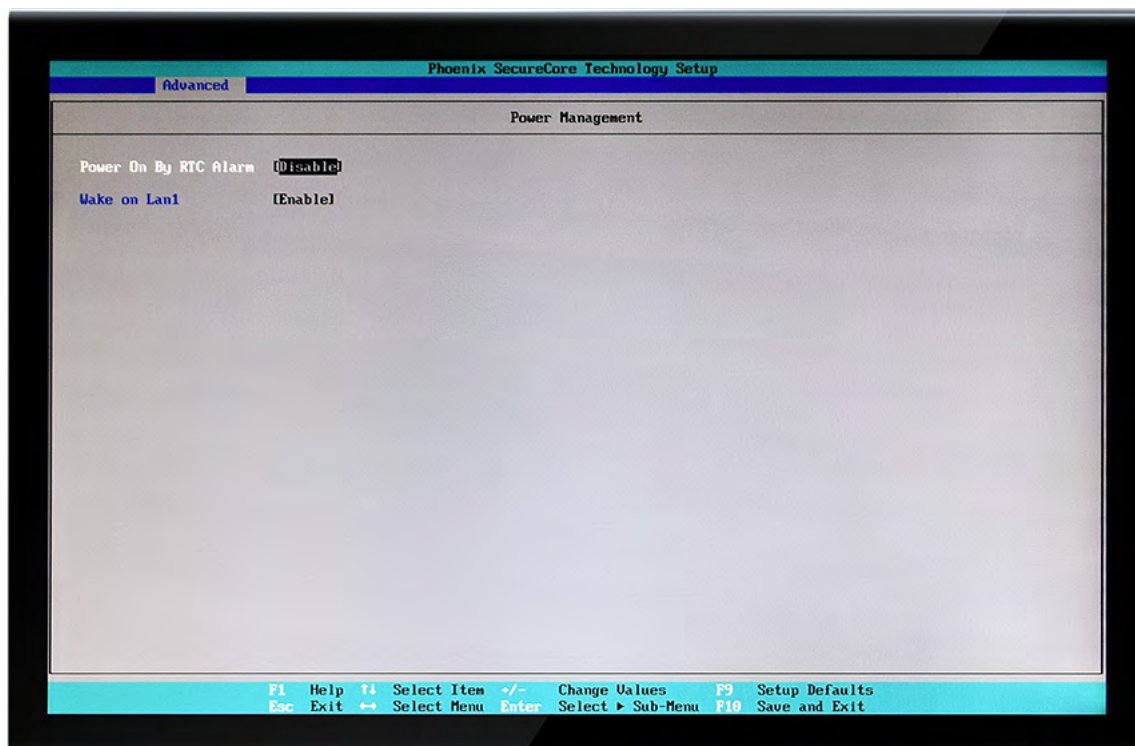 Phoenix SecureCore Technology Setup
Advanced
Power Management
Power On By RTC Alarm [Disable]
Wake on Lan1 [Enable]
F1 Help ↑↓ Select Item +/- Change Values F9 Setup Defaults
Esc Exit ↔ Select Menu Enter Select ▶ Sub-Menu F10 Save and Exit